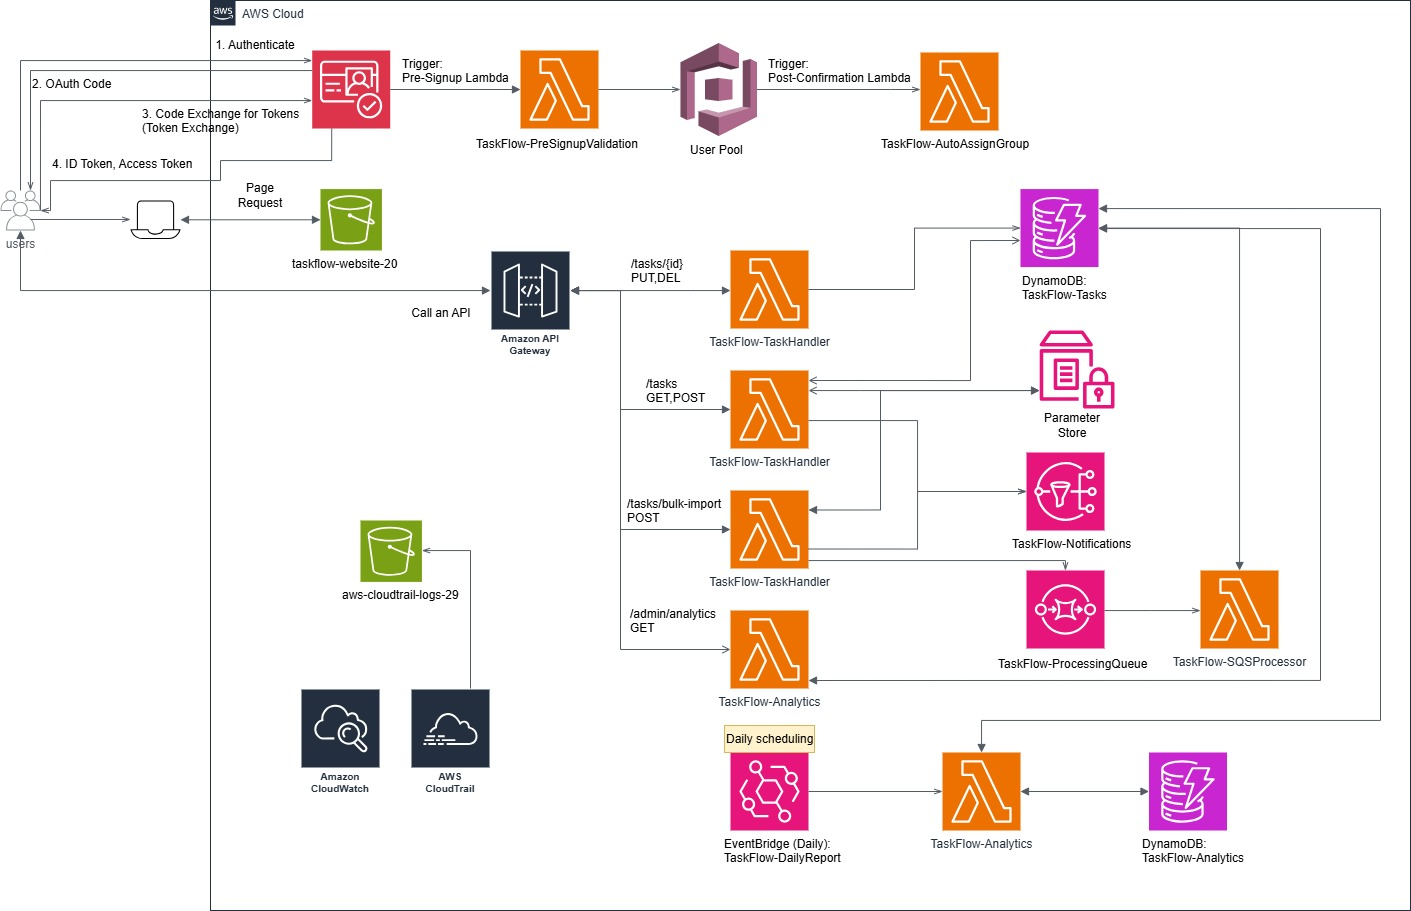 aws
AWS Cloud
1. Authenticate
2. OAuth Code
3. Code Exchange for Tokens
(Token Exchange)
4. ID Token, Access Token
Trigger:
Pre-Signup Lambda
TaskFlow-PreSignupValidation
User Pool
Trigger:
Post-Confirmation Lambda
TaskFlow-AutoAssignGroup
users
Page
Request
taskflow-website-20
Call an API
Amazon API
Gateway
/tasks/{id}
PUT,DEL
TaskFlow-TaskHandler
DynamoDB:
TaskFlow-Tasks
/tasks
GET,POST
TaskFlow-TaskHandler
Parameter
Store
/tasks/bulk-import
POST
TaskFlow-TaskHandler
TaskFlow-Notifications
aws-cloudtrail-logs-29
/admin/analytics
GET
TaskFlow-Analytics
TaskFlow-ProcessingQueue
TaskFlow-SQSProcessor
Amazon
CloudWatch
AWS
CloudTrail
Daily scheduling
EventBridge (Daily):
TaskFlow-DailyReport
TaskFlow-Analytics
DynamoDB:
TaskFlow-Analytics